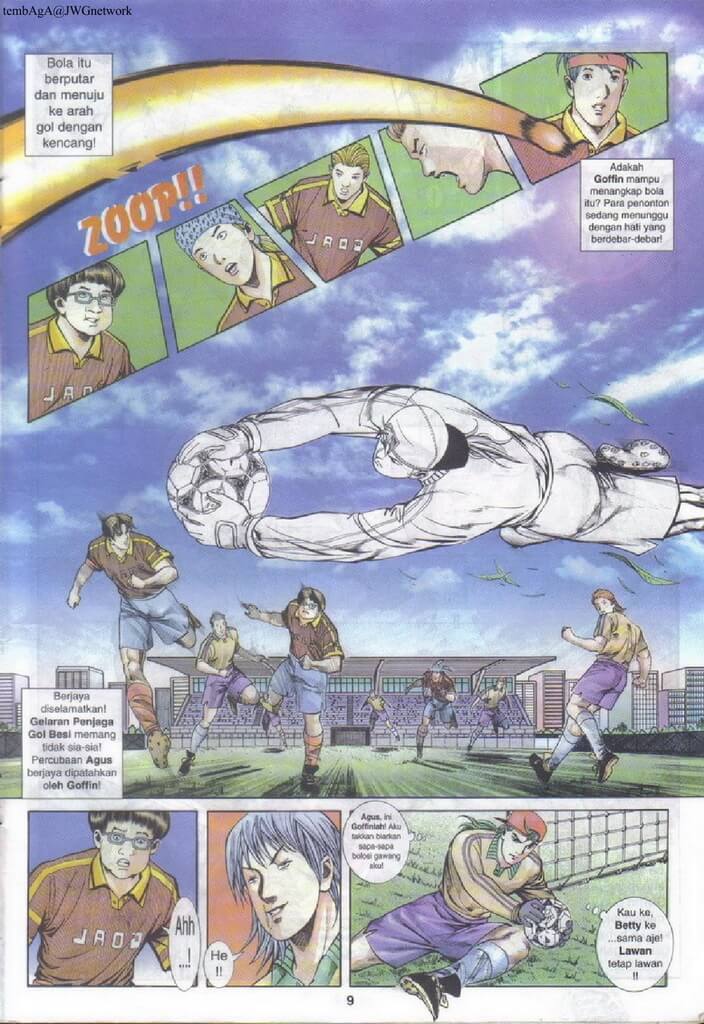 tembAgA@JWGnetwork
Bola itu
berputar
dan menuju
ke arah
gol dengan
kencang!
ZOOP!!
Adakah
Goffin mampu
menangkap bola
itu? Para penonton
sedang menunggu
dengan hati yang
berdebar-debar!
JAOD
JAOD
Berjaya
diselamatkan!
Gelaran Penjaga
Gol Besi memang
tidak sia-sia!
Percubaan Agus
berjaya dipatahkan
oleh Goffin!
JAOD
Ahh
...!
He
!!
Agus, ini
Goffinlah! Aku
takkan biarkan
sapa-sapa
bolosi gawang
aku!
Kau ke,
Betty ke
...sama aje!
Lawan
tetap lawan
!!
9